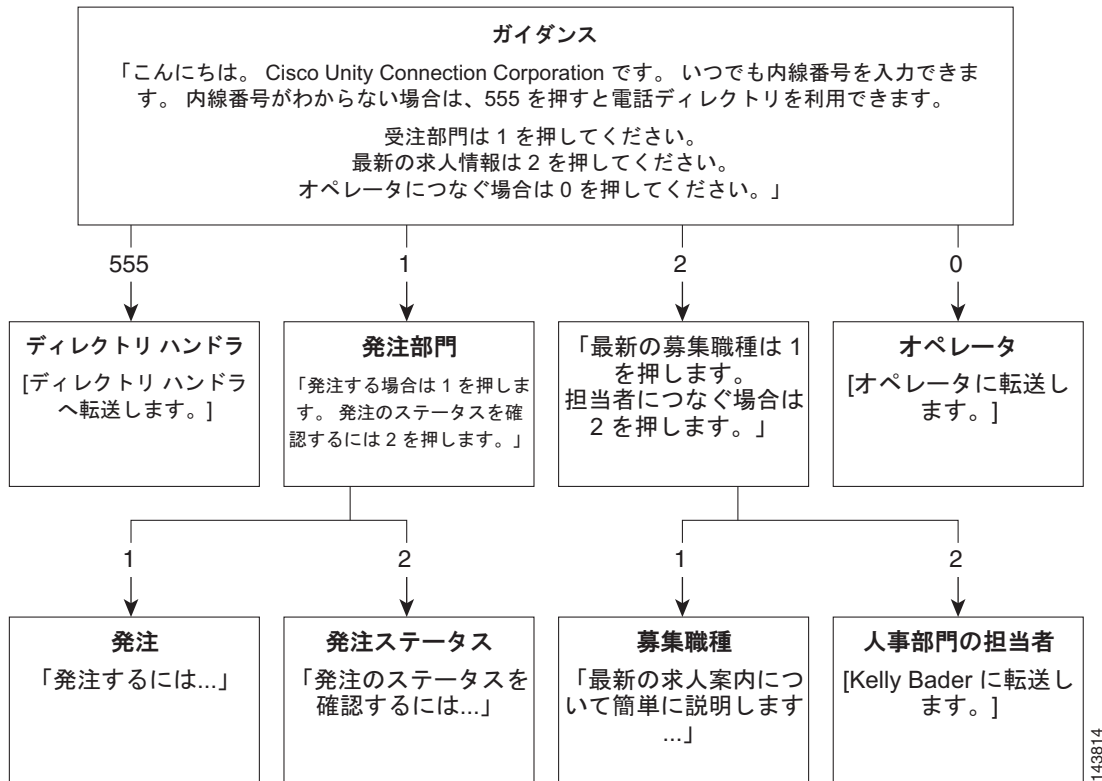 ガイダンス
「こんにちは。 Cisco Unity Connection Corporation です。 いつでも内線番号を入力できま
す。 内線番号がわからない場合は、555 を押すと電話ディレクトリを利用できます。
受注部門は 1 を押してください。
最新の求人情報は 2 を押してください。
オペレータにつなぐ場合は 0 を押してください。」
555
1
2
0
ディレクトリ ハンドラ
[ディレクトリ ハンドラ
へ転送します。]
発注部門
「発注する場合は 1 を押しま
す。 発注のステータスを確
認するには 2 を押します。」
「最新の募集職種は 1
を押します。
担当者につなぐ場合は
2 を押します。」
オペレータ
[オペレータに転送し
ます。]
1
2
1
2
発注
「発注するには...」
発注ステータス
「発注のステータスを
確認するには...」
募集職種
「最新の求人案内につ
いて簡単に説明します
...」
人事部門の担当者
[Kelly Bader に転送し
ます。]
143814